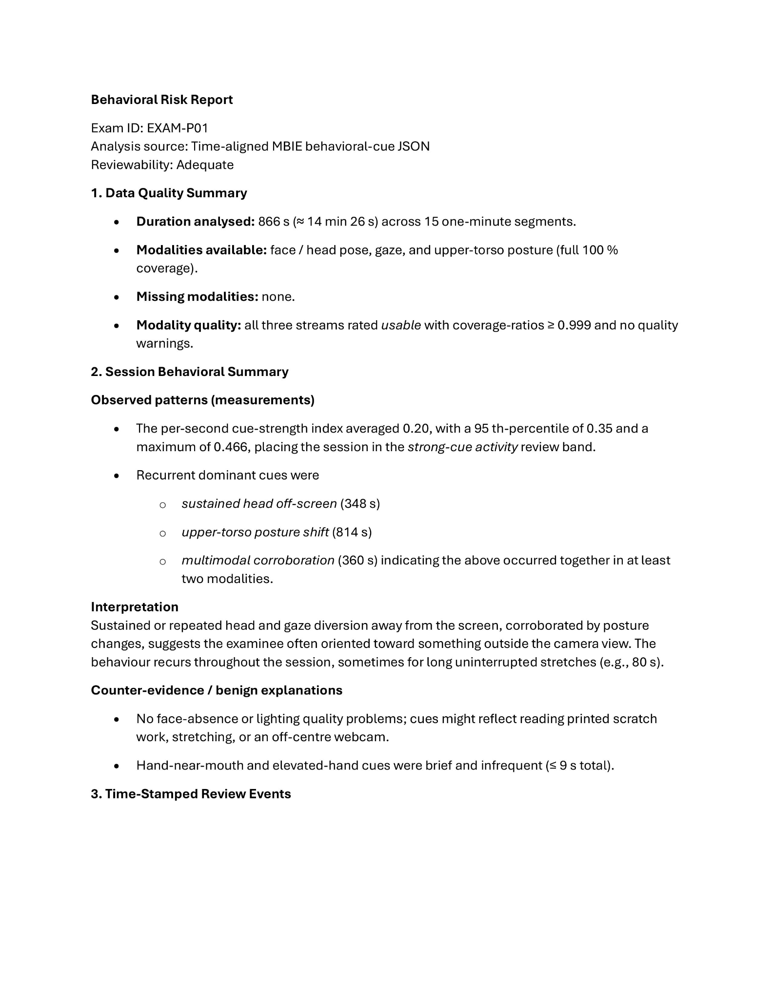 Behavioral Risk Report
Exam ID: EXAM-P01
Analysis source: Time-aligned MBIE behavioral-cue JSON
Reviewability: Adequate
1. Data Quality Summary
• Duration analysed: 866 s (≈ 14 min 26 s) across 15 one-minute segments.
• Modalities available: face / head pose, gaze, and upper-torso posture (full 100 %
coverage).
• Missing modalities: none.
• Modality quality: all three streams rated usable with coverage-ratios ≥ 0.999 and no quality
warnings.
2. Session Behavioral Summary
Observed patterns (measurements)
• The per-second cue-strength index averaged 0.20, with a 95 th-percentile of 0.35 and a
maximum of 0.466, placing the session in the strong-cue activity review band.
• Recurrent dominant cues were
o sustained head off-screen (348 s)
o upper-torso posture shift (814 s)
o multimodal corroboration (360 s) indicating the above occurred together in at least
two modalities.
Interpretation
Sustained or repeated head and gaze diversion away from the screen, corroborated by posture
changes, suggests the examinee often oriented toward something outside the camera view. The
behaviour recurs throughout the session, sometimes for long uninterrupted stretches (e.g., 80 s).
Counter-evidence / benign explanations
• No face-absence or lighting quality problems; cues might reflect reading printed scratch
work, stretching, or an off-centre webcam.
• Hand-near-mouth and elevated-hand cues were brief and infrequent (≤ 9 s total).
3. Time-Stamped Review Events